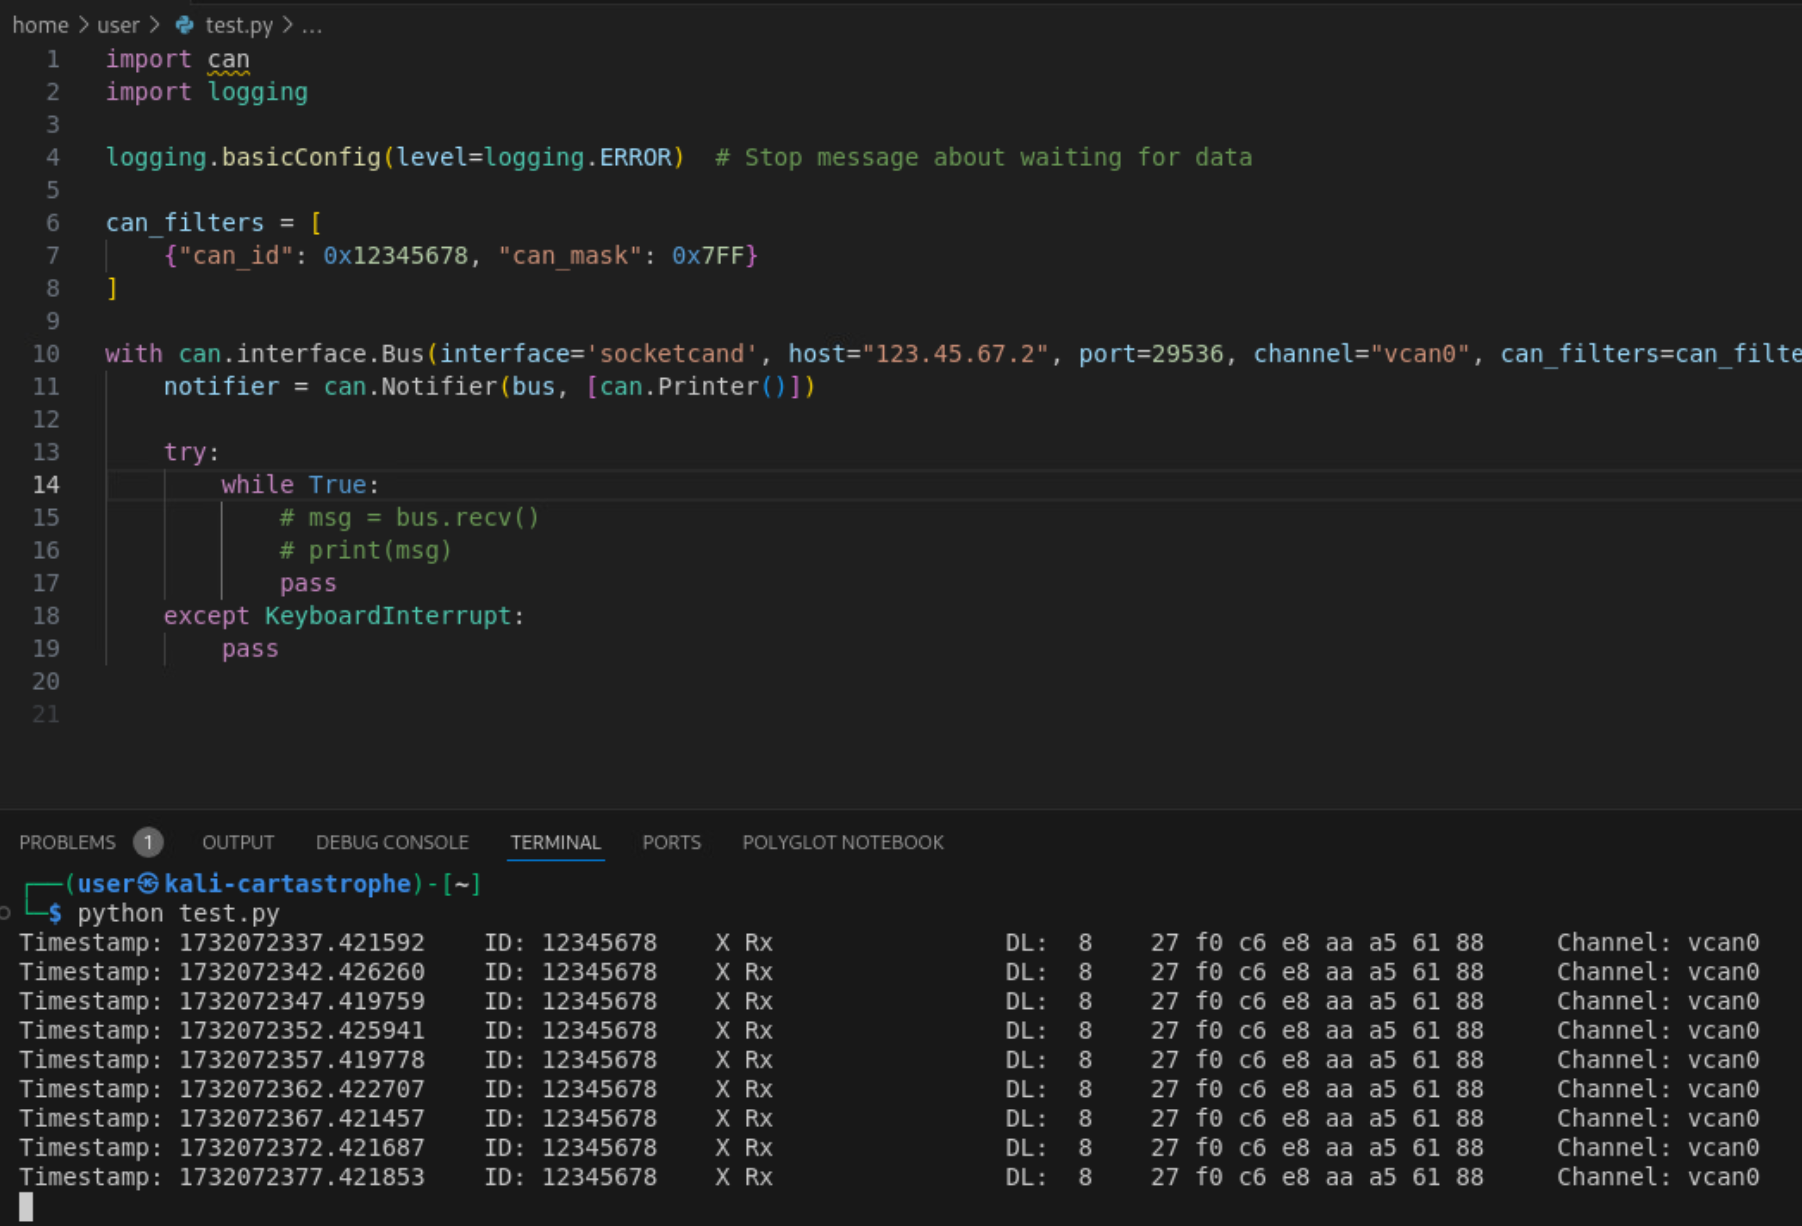 home > user > test.py > ...
1 import can
2 import logging
3
4 logging.basicConfig(level=logging.ERROR)  # Stop message about waiting for data
5
6 can_filters = [
7     {"can_id": 0x12345678, "can_mask": 0x7FF}
8 ]
9
10 with can.interface.Bus(interface='socketcand', host="123.45.67.2", port=29536, channel="vcan0", can_filters=can_filte
11     notifier = can.Notifier(bus, [can.Printer()])
12
13     try:
14         while True:
15             # msg = bus.recv()
16             # print(msg)
17             pass
18     except KeyboardInterrupt:
19         pass
20
21
PROBLEMS 1 OUTPUT DEBUG CONSOLE TERMINAL PORTS POLYGLOT NOTEBOOK
┌──(user㉿kali-cartastrophe)-[~]
└─$ python test.py
Timestamp: 1732072337.421592    ID: 12345678    X Rx                DL:  8    27 f0 c6 e8 aa a5 61 88     Channel: vcan0
Timestamp: 1732072342.426260    ID: 12345678    X Rx                DL:  8    27 f0 c6 e8 aa a5 61 88     Channel: vcan0
Timestamp: 1732072347.419759    ID: 12345678    X Rx                DL:  8    27 f0 c6 e8 aa a5 61 88     Channel: vcan0
Timestamp: 1732072352.425941    ID: 12345678    X Rx                DL:  8    27 f0 c6 e8 aa a5 61 88     Channel: vcan0
Timestamp: 1732072357.419778    ID: 12345678    X Rx                DL:  8    27 f0 c6 e8 aa a5 61 88     Channel: vcan0
Timestamp: 1732072362.422707    ID: 12345678    X Rx                DL:  8    27 f0 c6 e8 aa a5 61 88     Channel: vcan0
Timestamp: 1732072367.421457    ID: 12345678    X Rx                DL:  8    27 f0 c6 e8 aa a5 61 88     Channel: vcan0
Timestamp: 1732072372.421687    ID: 12345678    X Rx                DL:  8    27 f0 c6 e8 aa a5 61 88     Channel: vcan0
Timestamp: 1732072377.421853    ID: 12345678    X Rx                DL:  8    27 f0 c6 e8 aa a5 61 88     Channel: vcan0